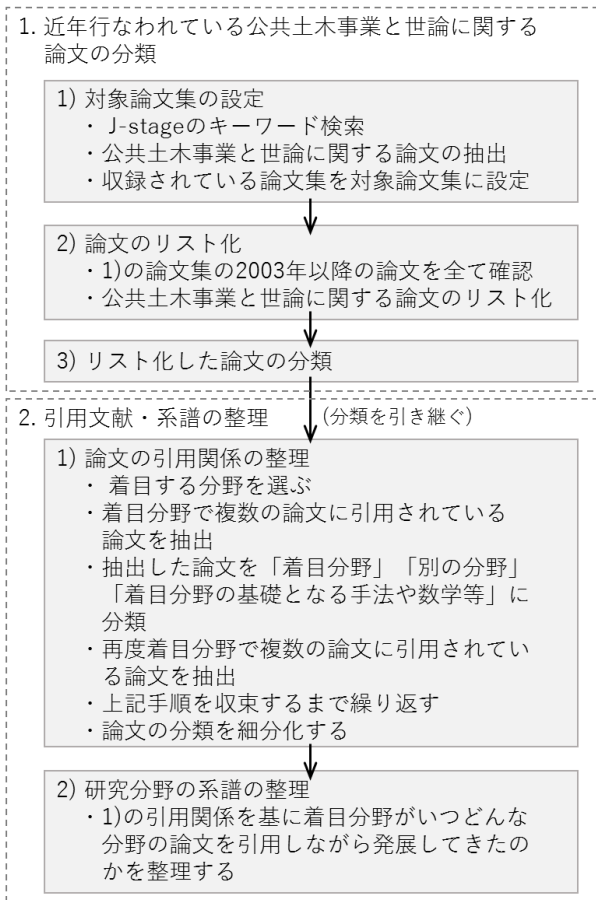 1. 近年行なわれている公共土木事業と世論に関する
論文の分類
1) 対象論文集の設定
・ J-stageのキーワード検索
・公共土木事業と世論に関する論文の抽出
・収録されている論文集を対象論文集に設定
2) 論文のリスト化
・1)の論文集の2003年以降の論文を全て確認
・公共土木事業と世論に関する論文のリスト化
3) リスト化した論文の分類
2. 引用文献・系譜の整理 (分類を引き継ぐ)
1) 論文の引用関係の整理
・ 着目する分野を選ぶ
・着目分野で複数の論文に引用されている
論文を抽出
・抽出した論文を「着目分野」「別の分野」
「着目分野の基礎となる手法や数学等」に
分類
・再度着目分野で複数の論文に引用されてい
る論文を抽出
・上記手順を収束するまで繰り返す
・論文の分類を細分化する
2) 研究分野の系譜の整理
・1)の引用関係を基に着目分野がいつどんな
分野の論文を引用しながら発展してきたの
かを整理する